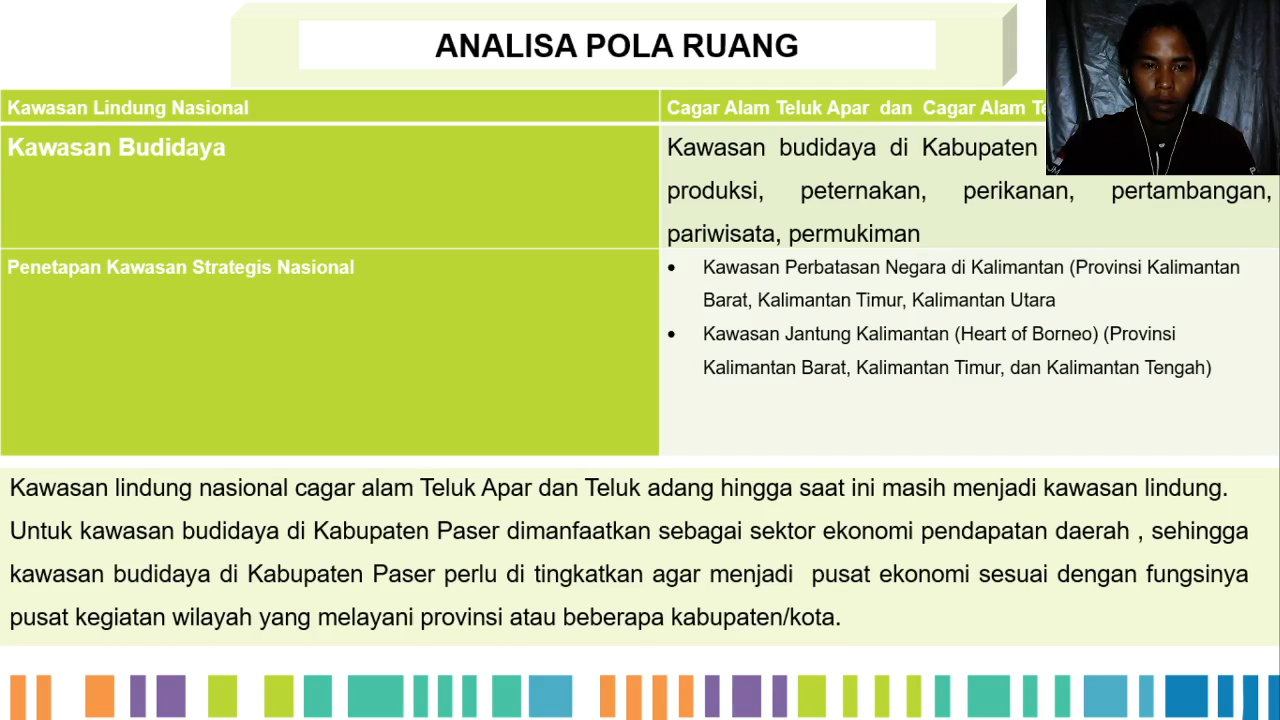 ANALISA POLA RUANG
Kawasan Lindung Nasional
Cagar Alam Teluk Apar dan Cagar Alam
Kawasan Budidaya
Kawasan budidaya di Kabupaten
produksi, peternakan, perikanan, pertambangan,
pariwisata, permukiman
Penetapan Kawasan Strategis Nasional
• Kawasan Perbatasan Negara di Kalimantan (Provinsi Kalimantan
Barat, Kalimantan Timur, Kalimantan Utara
• Kawasan Jantung Kalimantan (Heart of Borneo) (Provinsi
Kalimantan Barat, Kalimantan Timur, dan Kalimantan Tengah)
Kawasan lindung nasional cagar alam Teluk Apar dan Teluk adang hingga saat ini masih menjadi kawasan lindung.
Untuk kawasan budidaya di Kabupaten Paser dimanfaatkan sebagai sektor ekonomi pendapatan daerah , sehingga
kawasan budidaya di Kabupaten Paser perlu di tingkatkan agar menjadi pusat ekonomi sesuai dengan fungsinya
pusat kegiatan wilayah yang melayani provinsi atau beberapa kabupaten/kota.